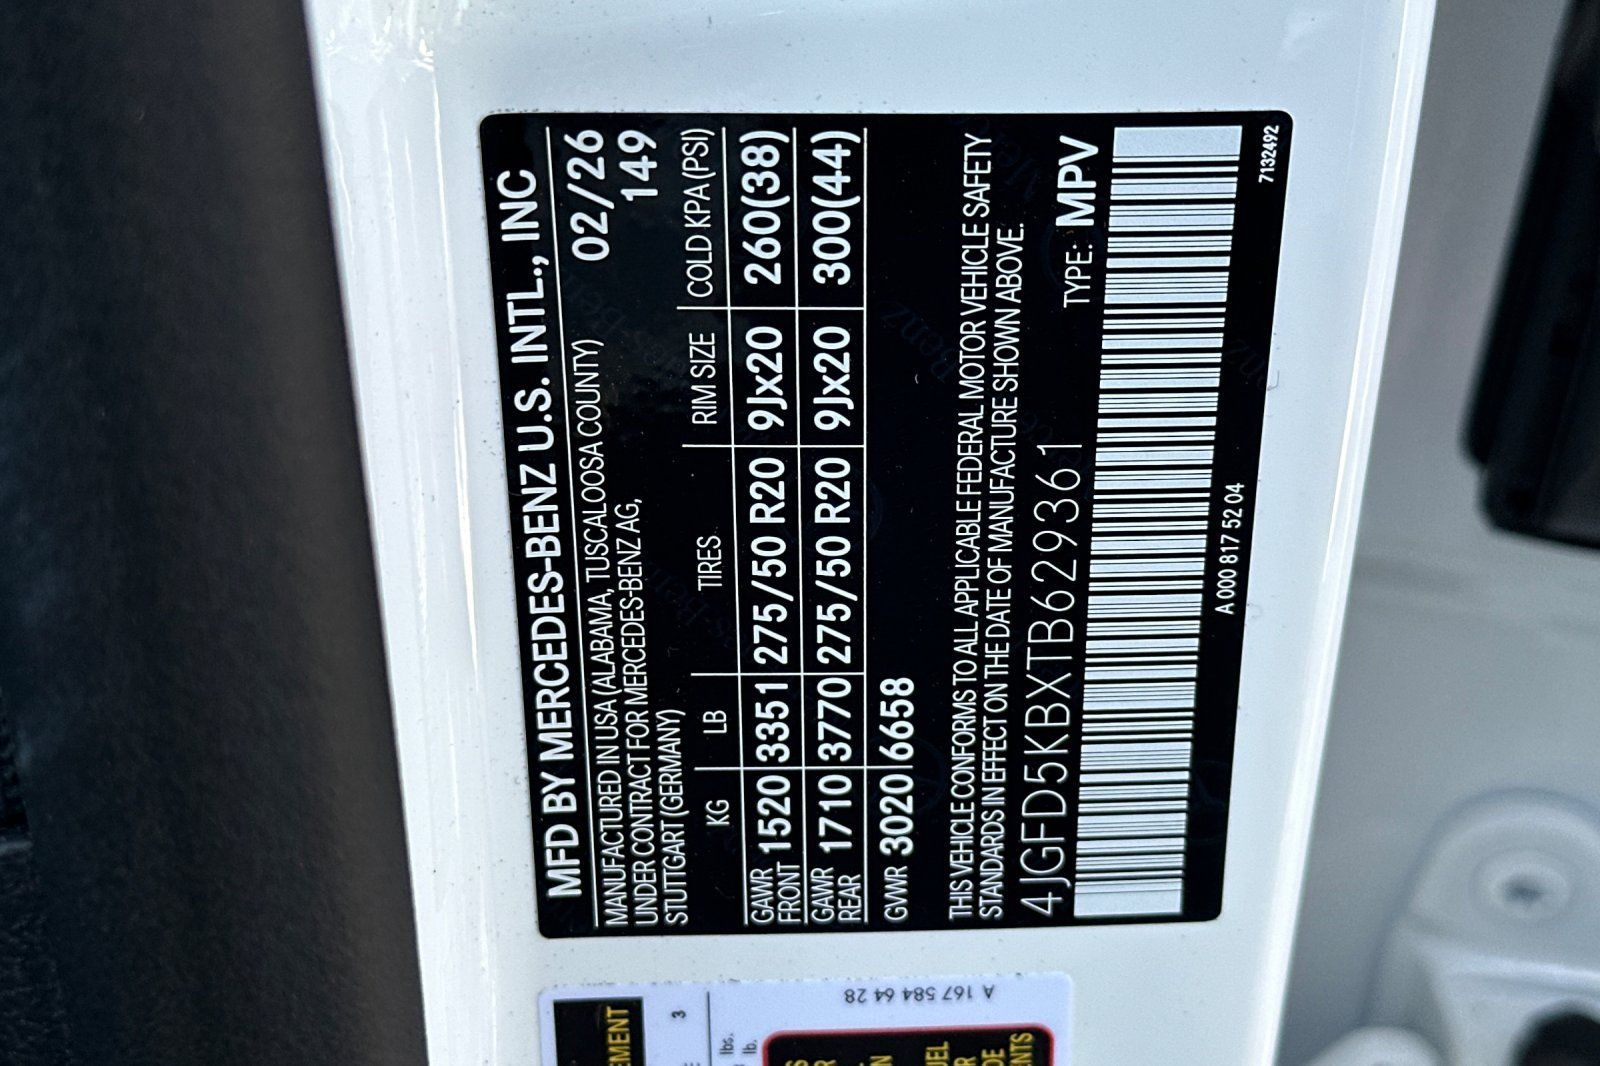 MFD BY MERCEDES-BENZ U.S. INTL., INC
MANUFACTURED IN USA (ALABAMA, TUSCALOOSA COUNTY) 02/26
UNDER CONTRACT FOR MERCEDES-BENZ AG, 149
STUTTGART (GERMANY)
KG LB TIRES RIM SIZE COLD KPA (PSI)
GAWR FRONT 1520 3351 275/50 R20 9Jx20 260(38)
GAWR REAR 1710 3770 275/50 R20 9Jx20 300(44)
GVWR 3020 6658
THIS VEHICLE CONFORMS TO ALL APPLICABLE FEDERAL MOTOR VEHICLE SAFETY
STANDARDS IN EFFECT ON THE DATE OF MANUFACTURE SHOWN ABOVE.
4JGFD5KBXTB629361 TYPE: MPV
A 000 817 52 04
7132492
A 167 584 64 28
3
lbs.
lb.